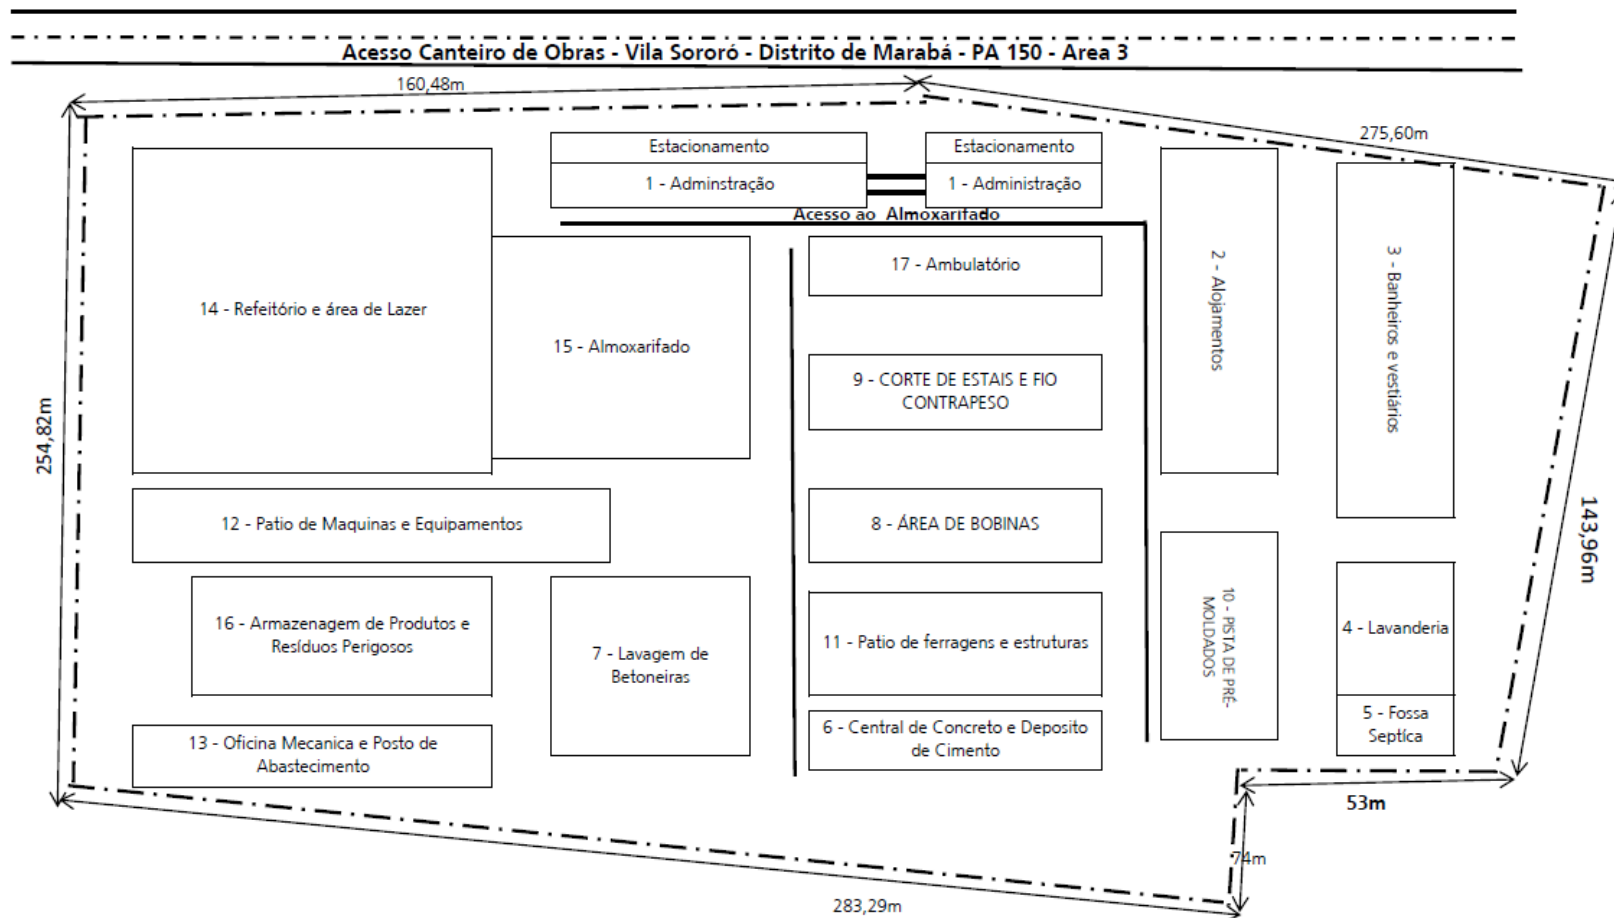 Acesso Canteiro de Obras - Vila Sororó - Distrito de Marabá - PA 150 - Area 3
160,48m
275,60m
Estacionamento
Estacionamento
1 - Adminstração
1 - Administração
Acesso ao Almoxarifado
14 - Refeitório e área de Lazer
15 - Almoxarifado
17 - Ambulatório
2 - Alojamentos
3 - Banheiros e vestiários
9 - CORTE DE ESTAIS E FIO
CONTRAPESO
254,82m
12 - Patio de Maquinas e Equipamentos
8 - ÁREA DE BOBINAS
143,96m
16 - Armazenagem de Produtos e
Resíduos Perigosos
7 - Lavagem de
Betoneiras
11 - Patio de ferragens e estruturas
10 - PISTA DE PRÉ-
MOLDADOS
4 - Lavanderia
13 - Oficina Mecanica e Posto de
Abastecimento
6 - Central de Concreto e Deposito
de Cimento
5 - Fossa
Septíca
53m
74m
283,29m